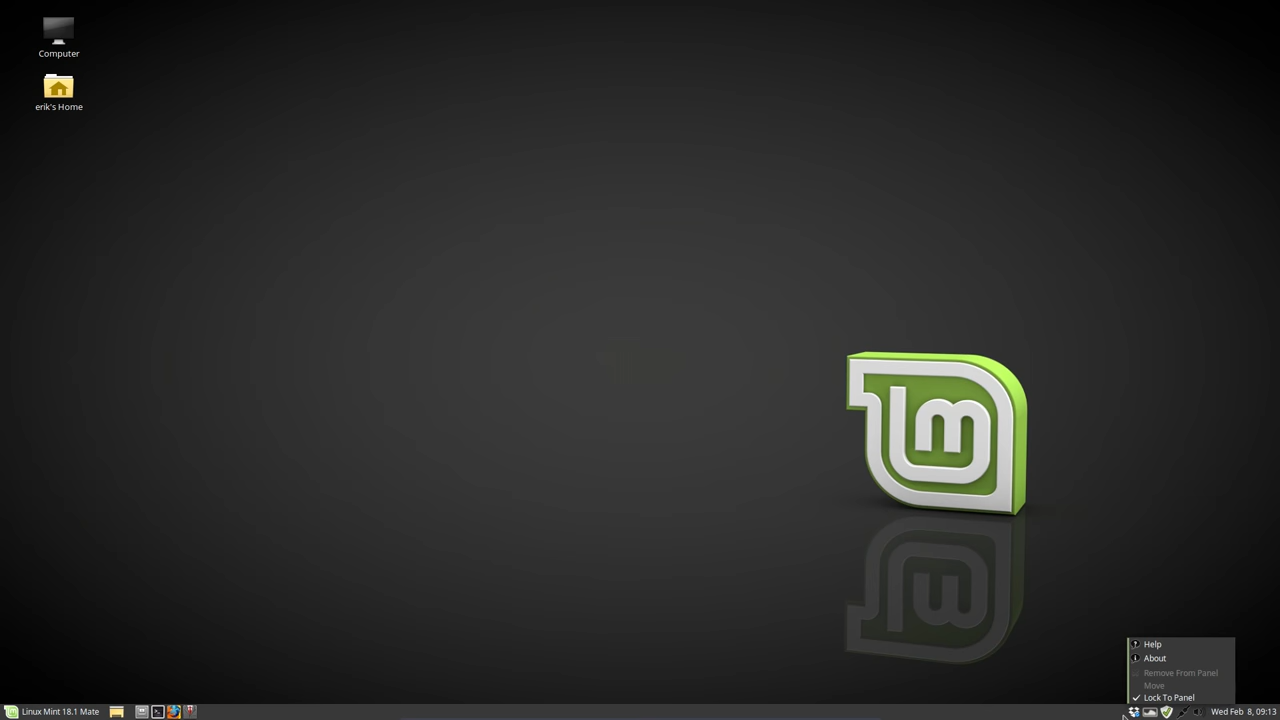 Computer
erik's Home
Help
About
Remove From Panel
Move
Lock To Panel
Linux Mint 18.1 Mate
Wed Feb 8, 09:13